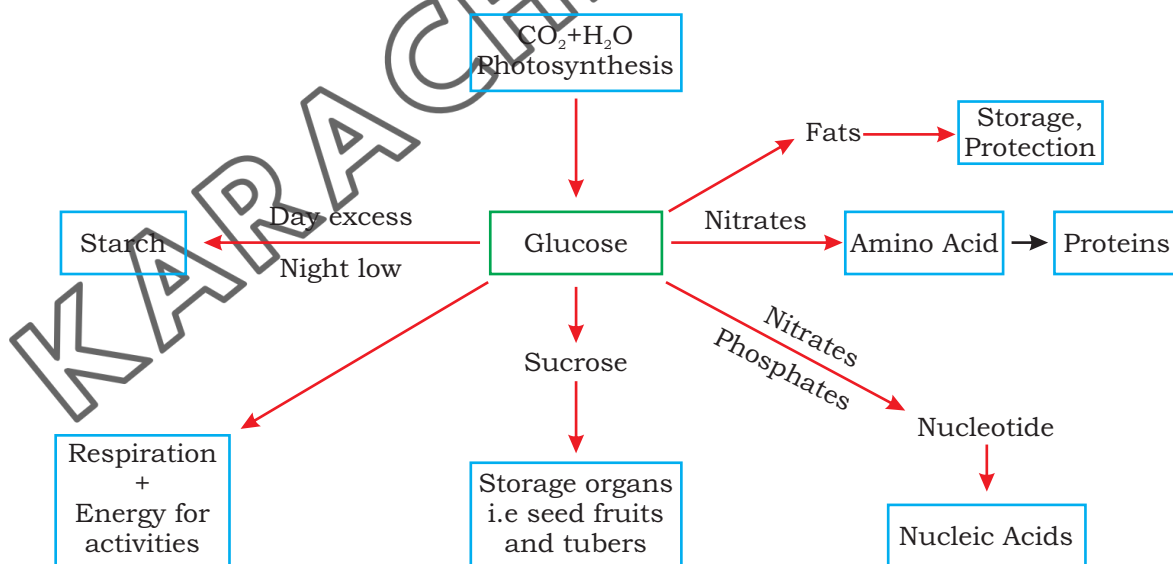 KARACH
CO₂+H₂O
Photosynthesis
Fats
Storage,
Protection
Day excess
Nitrates
Starch
Glucose
Amino Acid
Proteins
Night low
Nitrates
Phosphates
Sucrose
Nucleotide
Respiration
+
Energy for
activities
Storage organs
i.e seed fruits
and tubers
Nucleic Acids